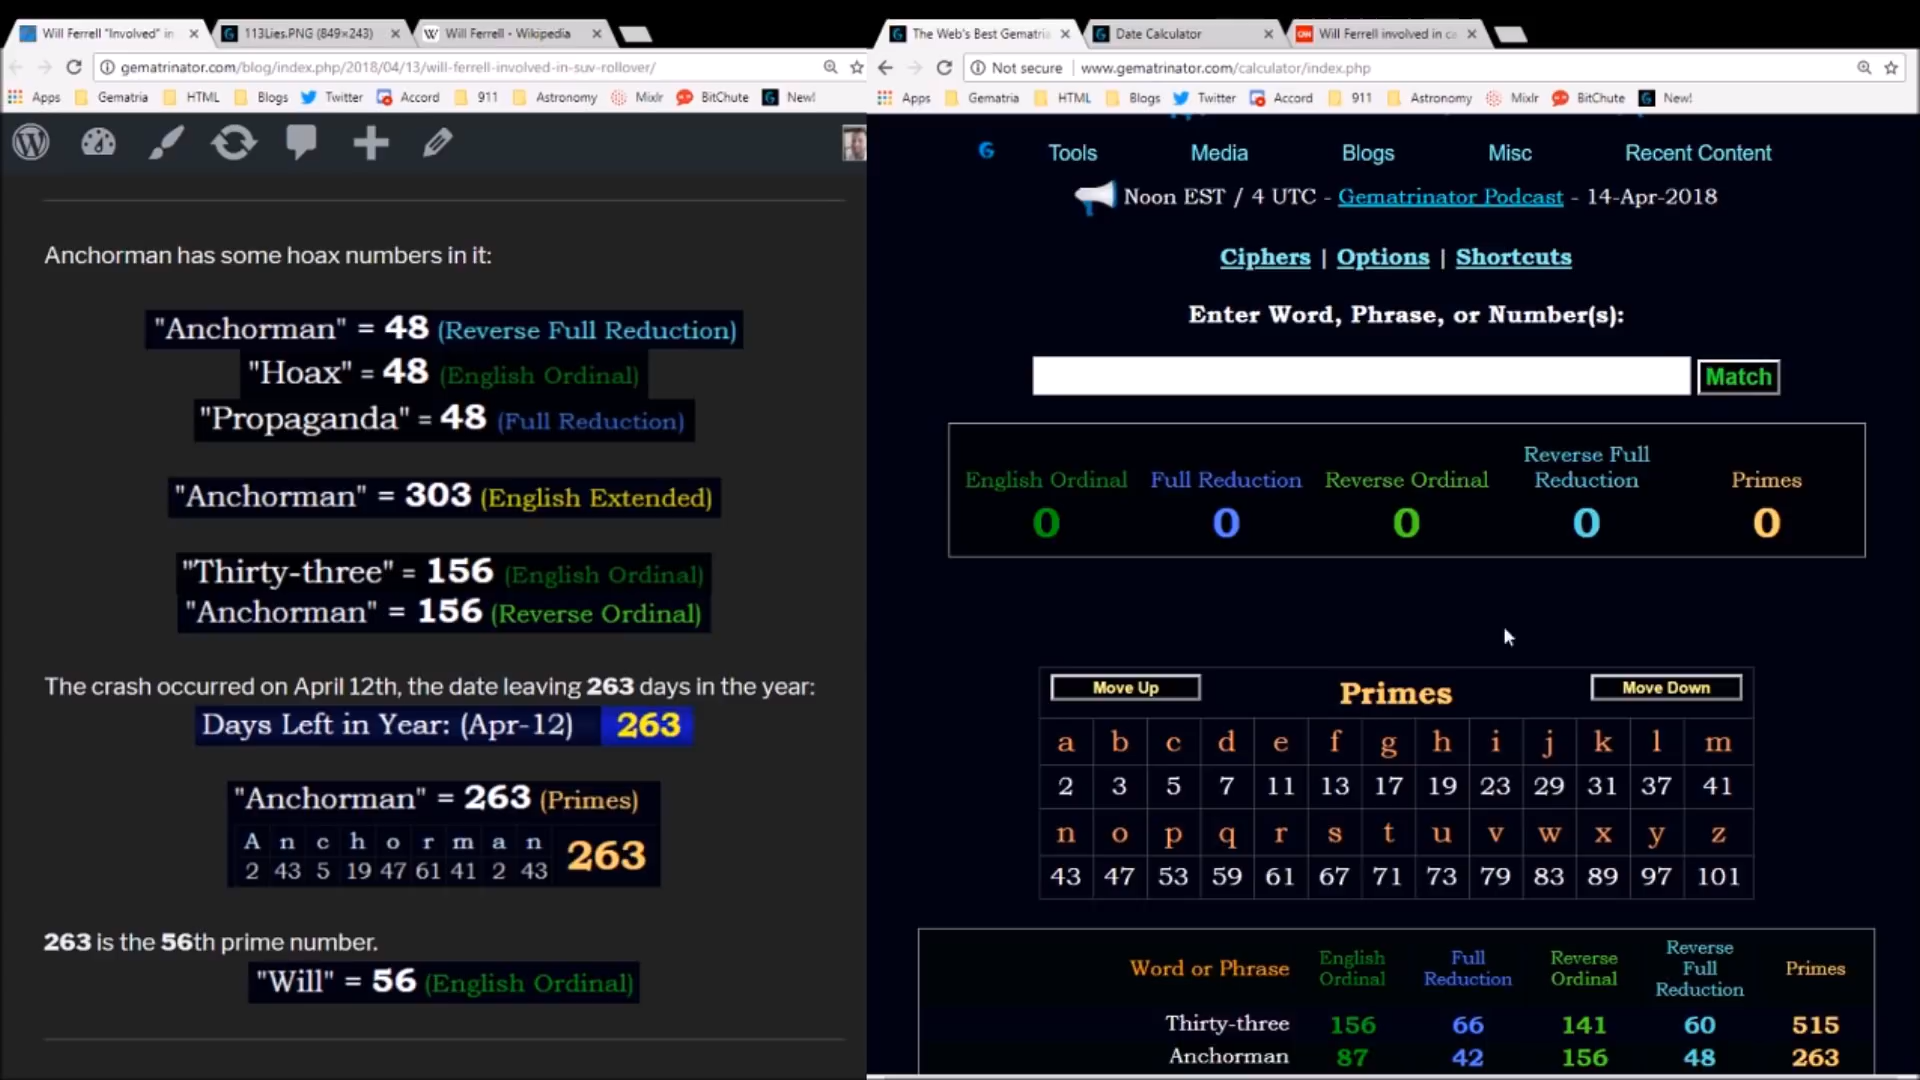 Will Ferrell "Involved" in
113Lies.PNG (849×243)
Will Ferrell - Wikipedia
gematrinator.com/blog/index.php/2018/04/13/will-ferrell-involved-in-suv-rollover/
Apps Gematria HTML Blogs Twitter Accord 911 Astronomy Mixlr BitChute New!
Anchorman has some hoax numbers in it:
"Anchorman" = 48 (Reverse Full Reduction)
"Hoax" = 48 (English Ordinal)
"Propaganda" = 48 (Full Reduction)
"Anchorman" = 303 (English Extended)
"Thirty-three" = 156 (English Ordinal)
"Anchorman" = 156 (Reverse Ordinal)
The crash occurred on April 12th, the date leaving 263 days in the year:
Days Left in Year: (Apr-12) 263
"Anchorman" = 263 (Primes)
A n c h o r m a n
2 43 5 19 47 61 41 2 43 263
263 is the 56th prime number.
"Will" = 56 (English Ordinal)
The Web's Best Gematria
Date Calculator
Will Ferrell involved in ca
Not secure | www.gematrinator.com/calculator/index.php
Apps Gematria HTML Blogs Twitter Accord 911 Astronomy Mixlr BitChute New!
G Tools Media Blogs Misc Recent Content
Noon EST / 4 UTC - Gematrinator Podcast - 14-Apr-2018
Ciphers | Options | Shortcuts
Enter Word, Phrase, or Number(s):
Match
English Ordinal Full Reduction Reverse Ordinal Reverse Full Reduction Primes
0 0 0 0 0
Move Up Primes Move Down
a b c d e f g h i j k l m
2 3 5 7 11 13 17 19 23 29 31 37 41
n o p q r s t u v w x y z
43 47 53 59 61 67 71 73 79 83 89 97 101
Word or Phrase English Ordinal Full Reduction Reverse Ordinal Reverse Full Reduction Primes
Thirty-three 156 66 141 60 515
Anchorman 87 42 156 48 263